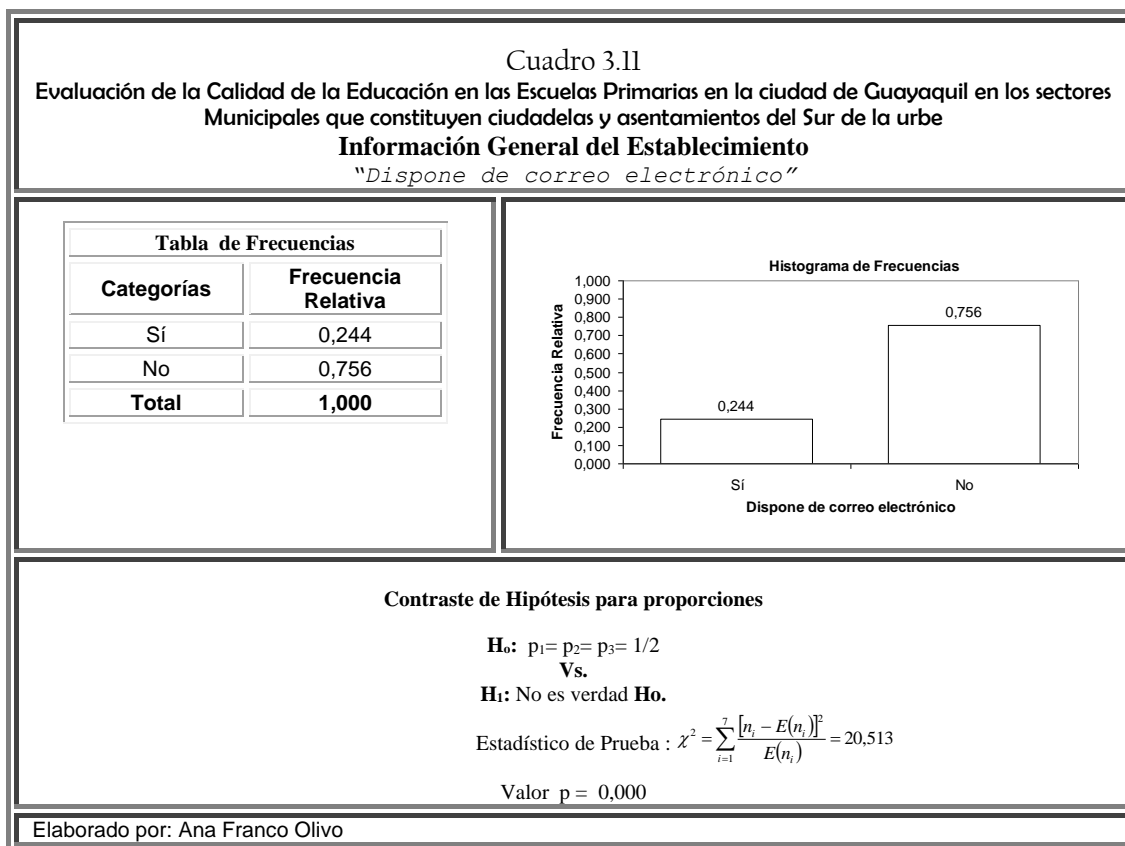 Cuadro 3.11
Evaluación de la Calidad de la Educación en las Escuelas Primarias en la ciudad de Guayaquil en los sectores
Municipales que constituyen ciudadelas y asentamientos del Sur de la urbe
Información General del Establecimiento
"Dispone de correo electrónico"
Tabla de Frecuencias
Categorías Frecuencia
Relativa
Sí 0,244
No 0,756
Total 1,000
Histograma de Frecuencias
Frecuencia Relativa
1,000
0,900
0,800
0,700
0,600
0,500
0,400
0,300
0,200
0,100
0,000
0,244
0,756
Sí No
Dispone de correo electrónico
Contraste de Hipótesis para proporciones
Ho: p1= p2= p3= 1/2
Vs.
H1: No es verdad Ho.
Estadístico de Prueba : χ² = ∑_{i=1}^{7} [n_i − E(n_i)]² / E(n_i) = 20,513
Valor p = 0,000
Elaborado por: Ana Franco Olivo